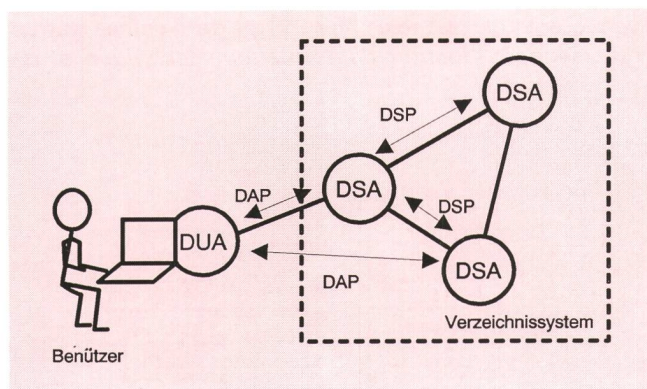 DSA
DSP
DAP
DSA
DSP
DUA
DSA
DAP
Verzeichnissystem
Benützer